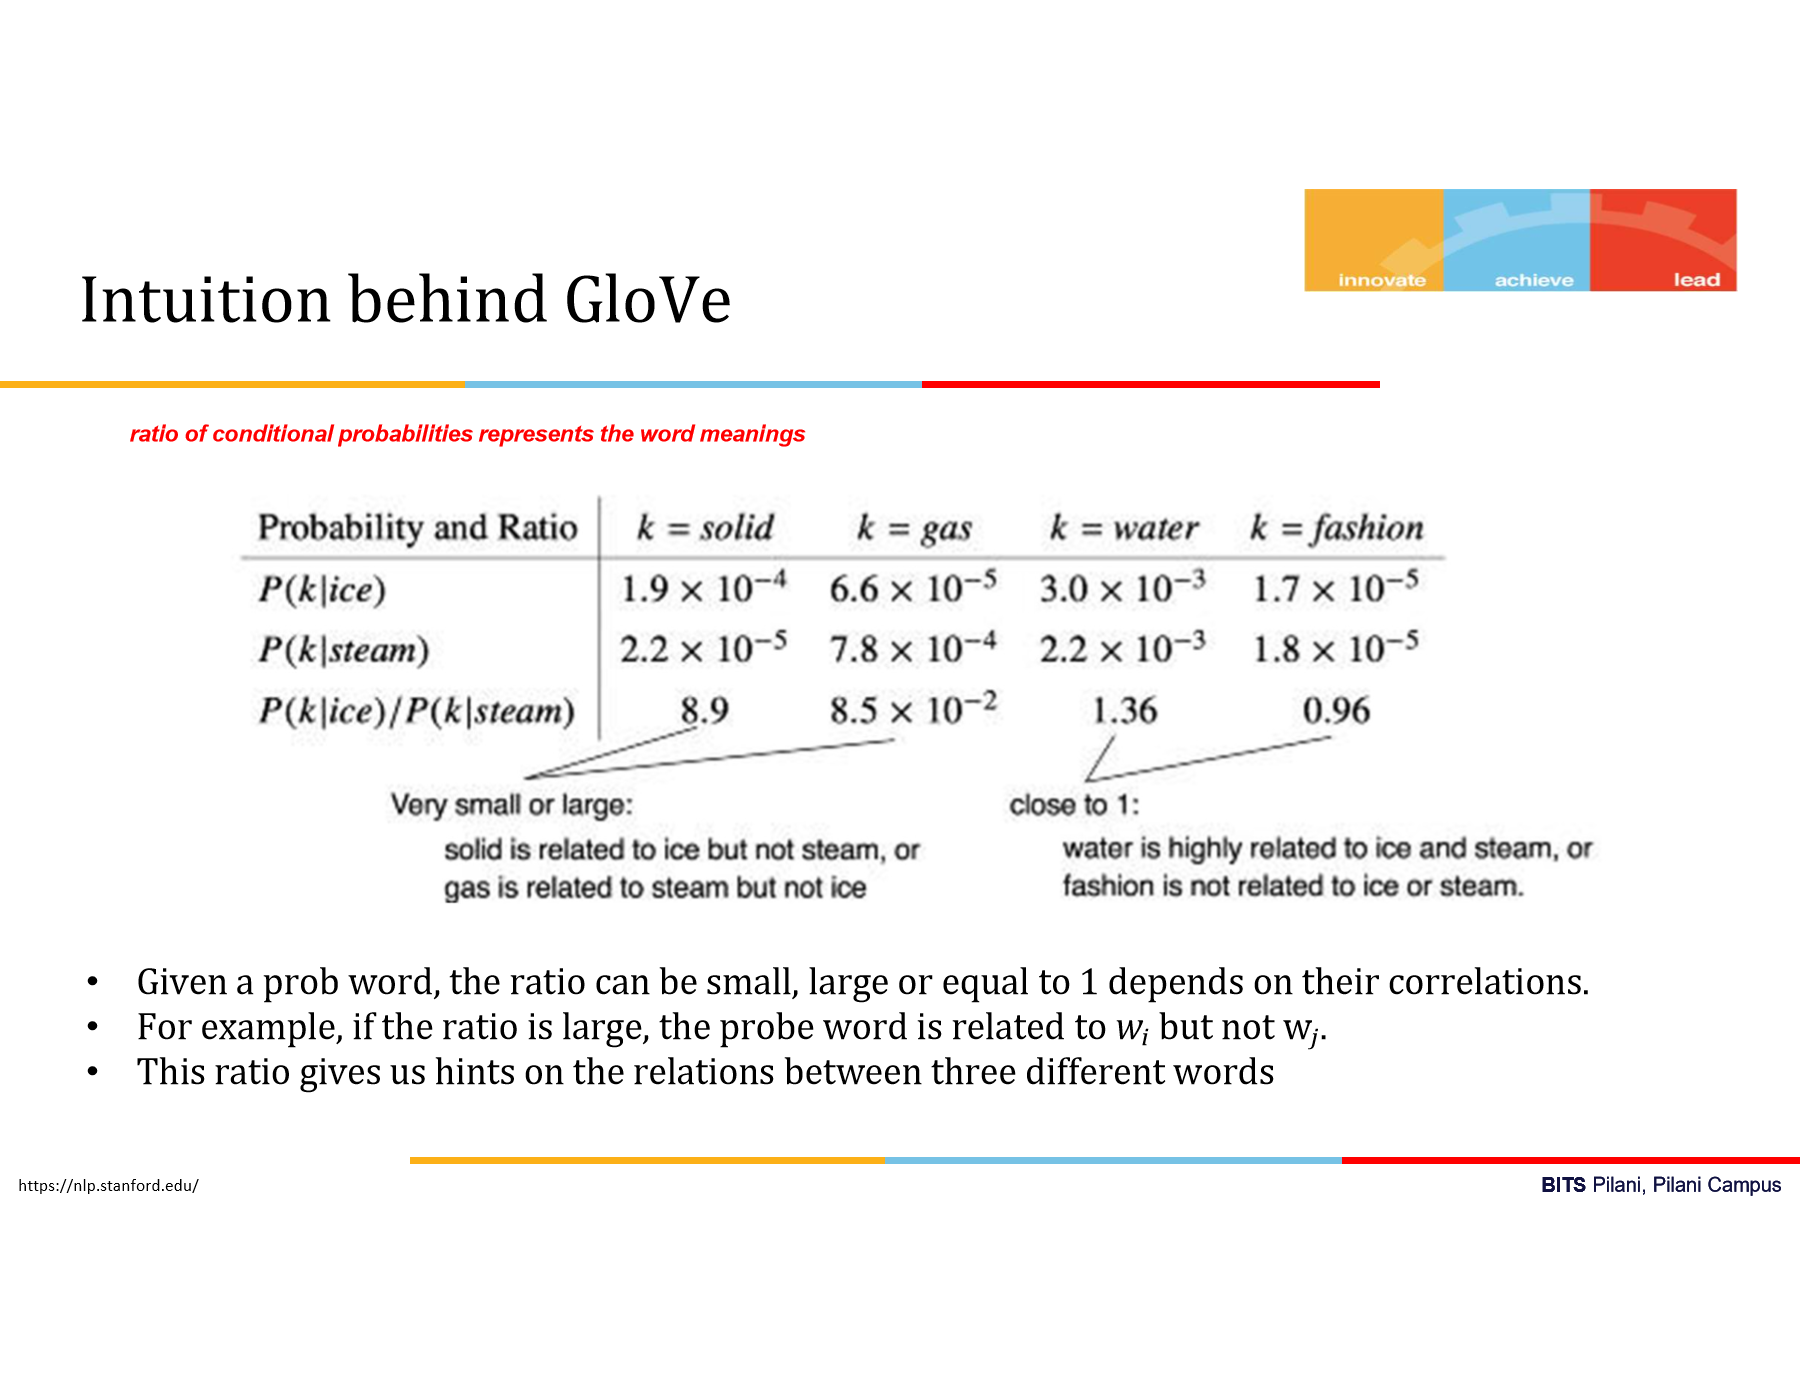 innovate achieve lead
Intuition behind GloVe
ratio of conditional probabilities represents the word meanings
Probability and Ratio k = solid k = gas k = water k = fashion
P(k|ice) 1.9 × 10⁻⁴ 6.6 × 10⁻⁵ 3.0 × 10⁻³ 1.7 × 10⁻⁵
P(k|steam) 2.2 × 10⁻⁵ 7.8 × 10⁻⁴ 2.2 × 10⁻³ 1.8 × 10⁻⁵
P(k|ice)/P(k|steam) 8.9 8.5 × 10⁻² 1.36 0.96
Very small or large:
solid is related to ice but not steam, or
gas is related to steam but not ice
close to 1:
water is highly related to ice and steam, or
fashion is not related to ice or steam.
• Given a prob word, the ratio can be small, large or equal to 1 depends on their correlations.
• For example, if the ratio is large, the probe word is related to wᵢ but not wⱼ.
• This ratio gives us hints on the relations between three different words
https://nlp.stanford.edu/
BITS Pilani, Pilani Campus